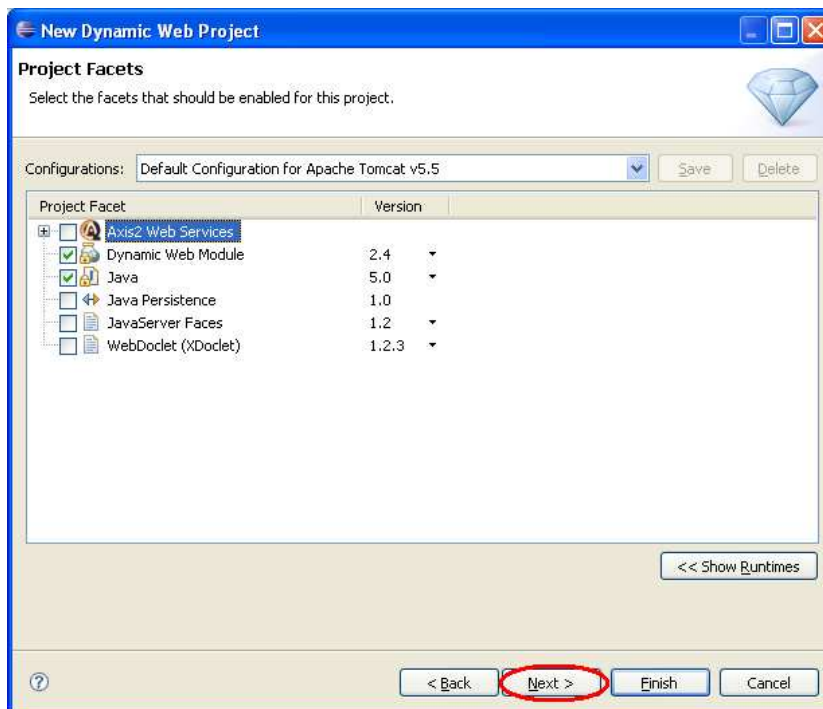 New Dynamic Web Project
Project Facets
Select the facets that should be enabled for this project.
Configurations: Default Configuration for Apache Tomcat v5.5 Save Delete
Project Facet Version
Axis2 Web Services
Dynamic Web Module 2.4
Java 5.0
Java Persistence 1.0
JavaServer Faces 1.2
WebDoclet (XDoclet) 1.2.3
<< Show Runtimes
? < Back Next > Finish Cancel